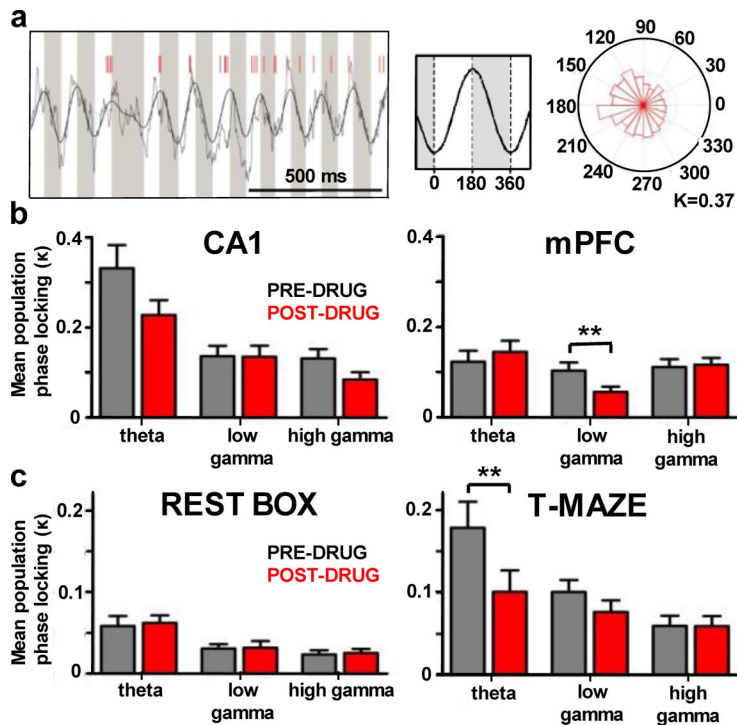 a
500 ms
0 180 360
90
120 60
150 30
180 0
210 330
240 300
270
K=0.37
b
Mean population
phase locking (κ)
0.4
0.2
0
CA1
PRE-DRUG
POST-DRUG
theta low high gamma
gamma
0.4
0.2
0
mPFC
**
theta low high
gamma gamma
c
Mean population
phase locking (κ)
0.2
0.1
0
REST BOX
PRE-DRUG
POST-DRUG
theta low high gamma
gamma
0.2
0.1
0
**
T-MAZE
theta low high
gamma gamma